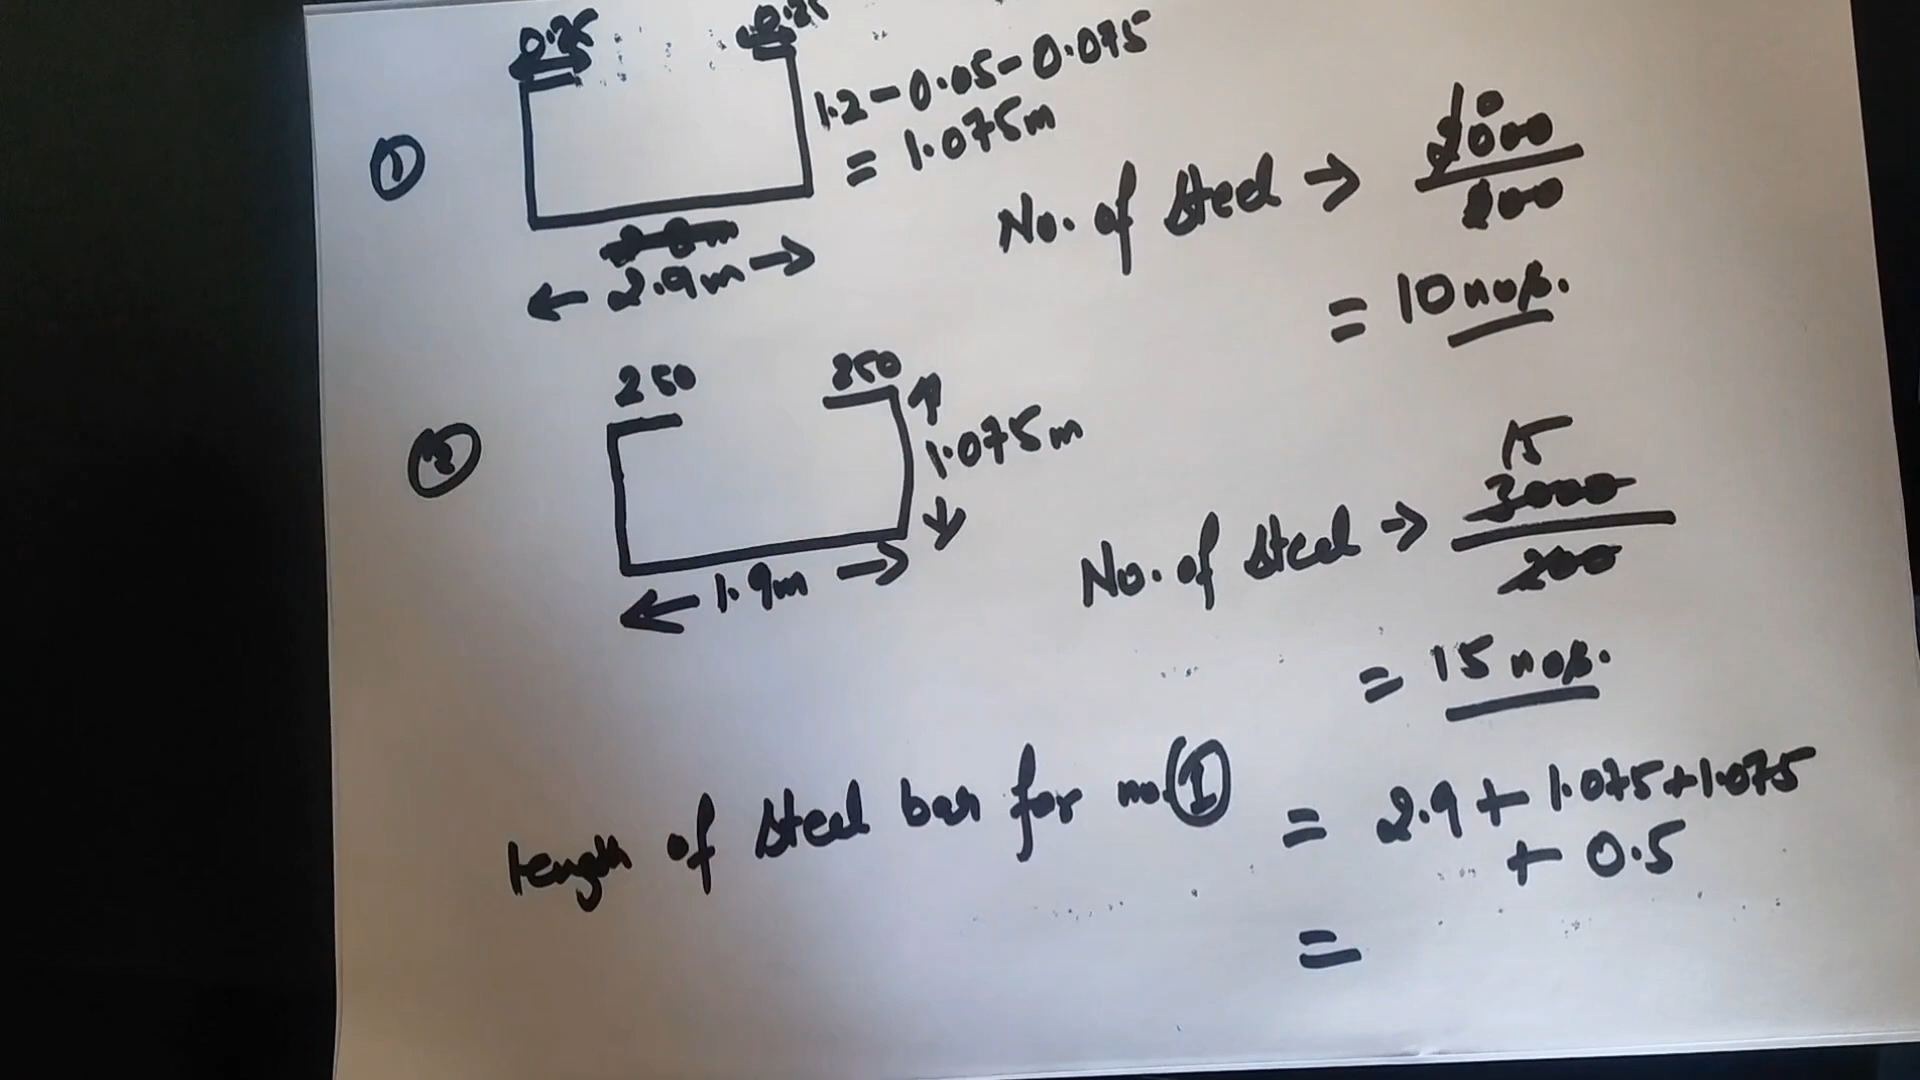 0.25 0.25
1.2-0.05-0.075
= 1.075m
①
2.9m
No. of steel → 2000/200
10
= 10 nos.
250 250
②
1.075m
1.9m
No. of steel → 3000/200
15
= 15 nos.
length of steel bar for no.① = 2.9+1.075+1.075
+ 0.5
=